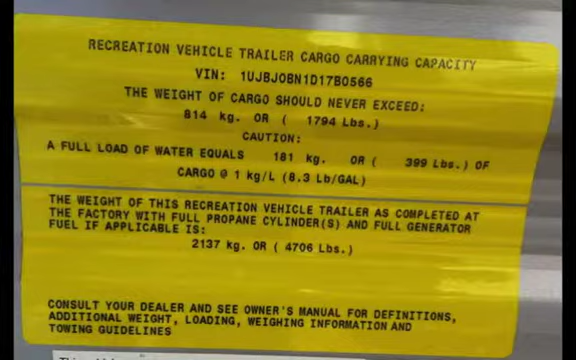 RECREATION VEHICLE TRAILER CARGO CARRYING CAPACITY
VIN: 1UJBJ0BN1D17B0566
THE WEIGHT OF CARGO SHOULD NEVER EXCEED:
814 kg. OR ( 1794 Lbs.)
CAUTION:
A FULL LOAD OF WATER EQUALS 181 kg. OR ( 399 Lbs.) OF
CARGO @ 1 kg/L (8.3 Lb/GAL)
THE WEIGHT OF THIS RECREATION VEHICLE TRAILER AS COMPLETED AT
THE FACTORY WITH FULL PROPANE CYLINDER(S) AND FULL GENERATOR
FUEL IF APPLICABLE IS:
2137 kg. OR ( 4706 Lbs.)
CONSULT YOUR DEALER AND SEE OWNER'S MANUAL FOR DEFINITIONS,
ADDITIONAL WEIGHT, LOADING, WEIGHING INFORMATION AND
TOWING GUIDELINES